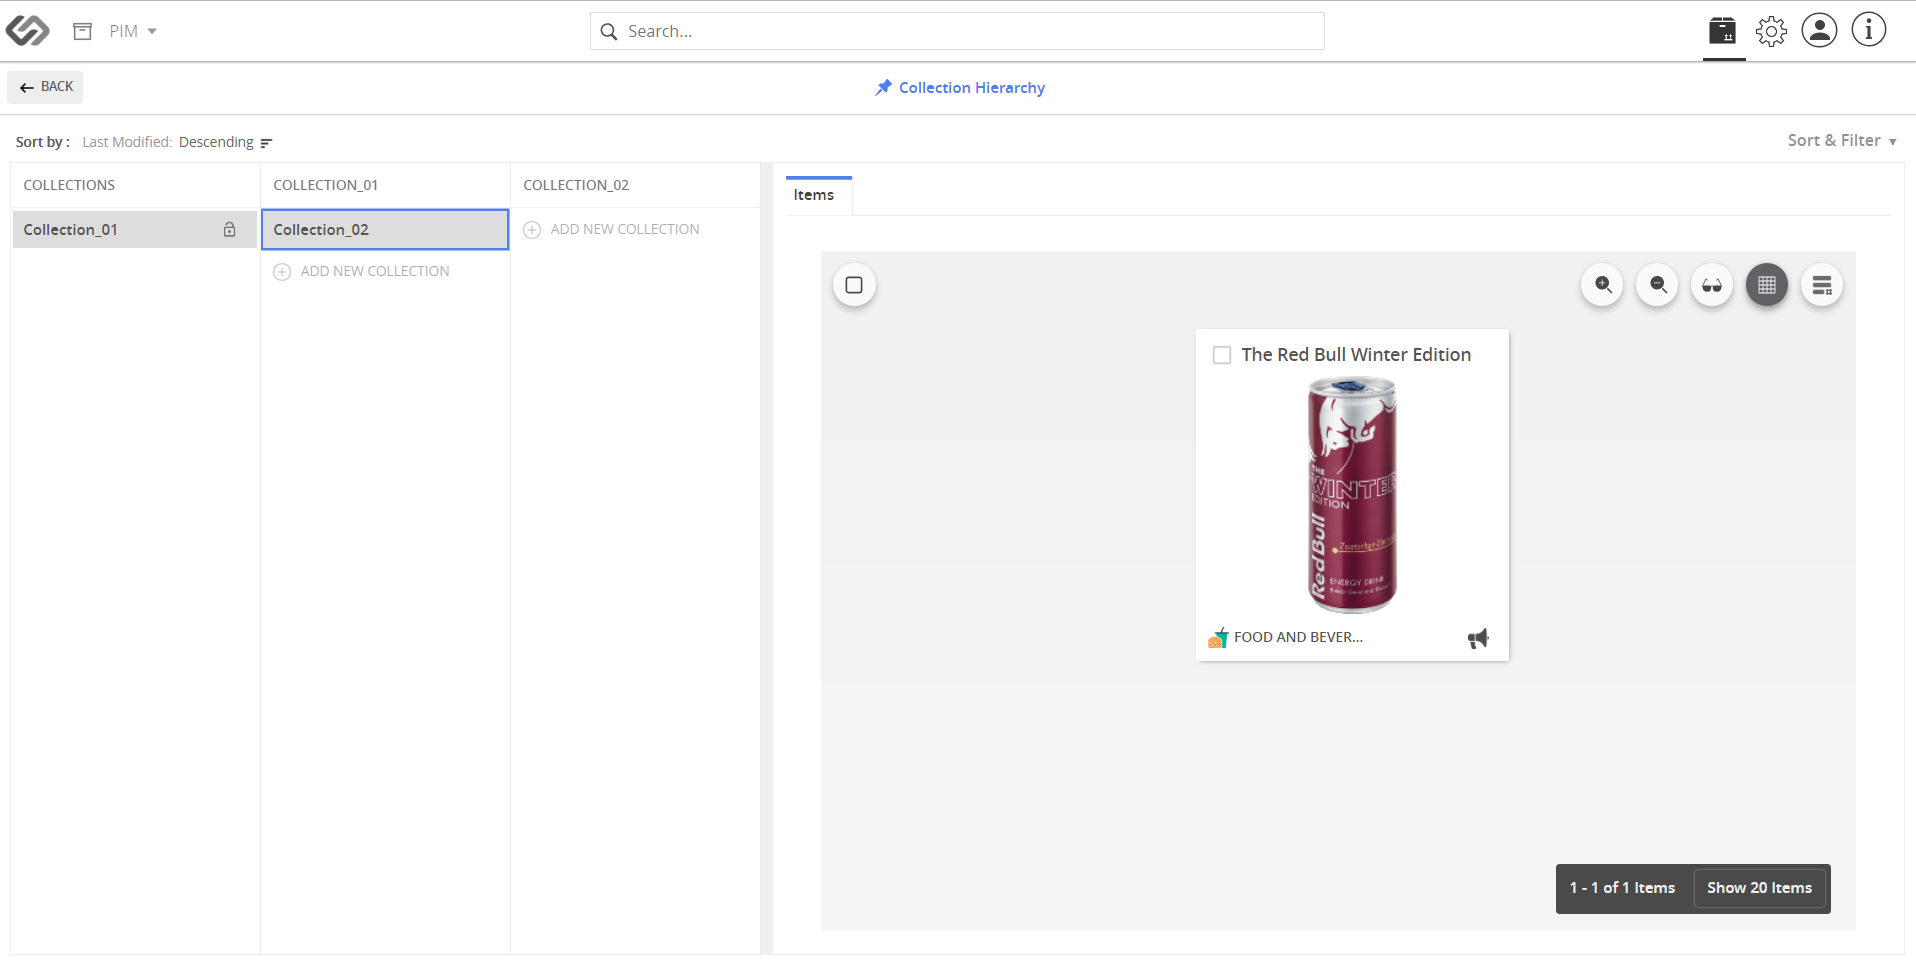 PIM
Search...
BACK
Collection Hierarchy
Sort by : Last Modified: Descending
Sort & Filter
COLLECTIONS
COLLECTION_01
COLLECTION_02
Items
Collection_01
Collection_02
ADD NEW COLLECTION
ADD NEW COLLECTION
The Red Bull Winter Edition
THE
WINTER
EDITION
Red Bull
ENERGY DRINK
FOOD AND BEVER...
1 - 1 of 1 Items
Show 20 Items